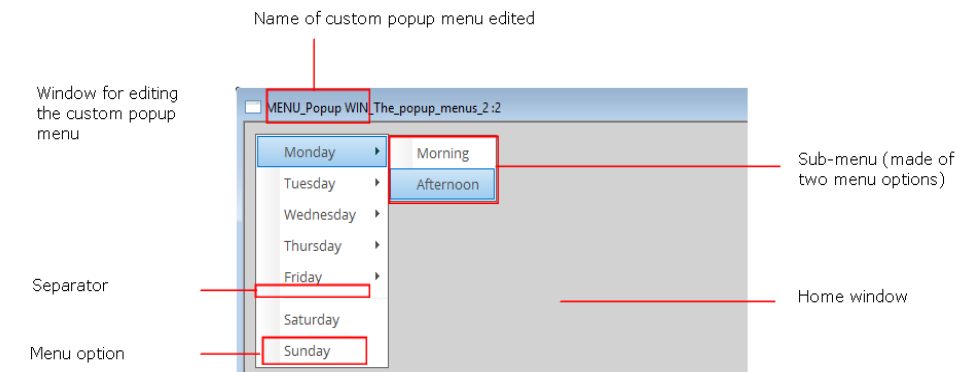 Name of custom popup menu edited
Window for editing
the custom popup
menu
MENU_Popup WIN_The_popup_menus_2 :2
Monday
Morning
Sub-menu (made of
two menu options)
Tuesday
Afternoon
Wednesday
Thursday
Friday
Separator
Home window
Saturday
Menu option
Sunday